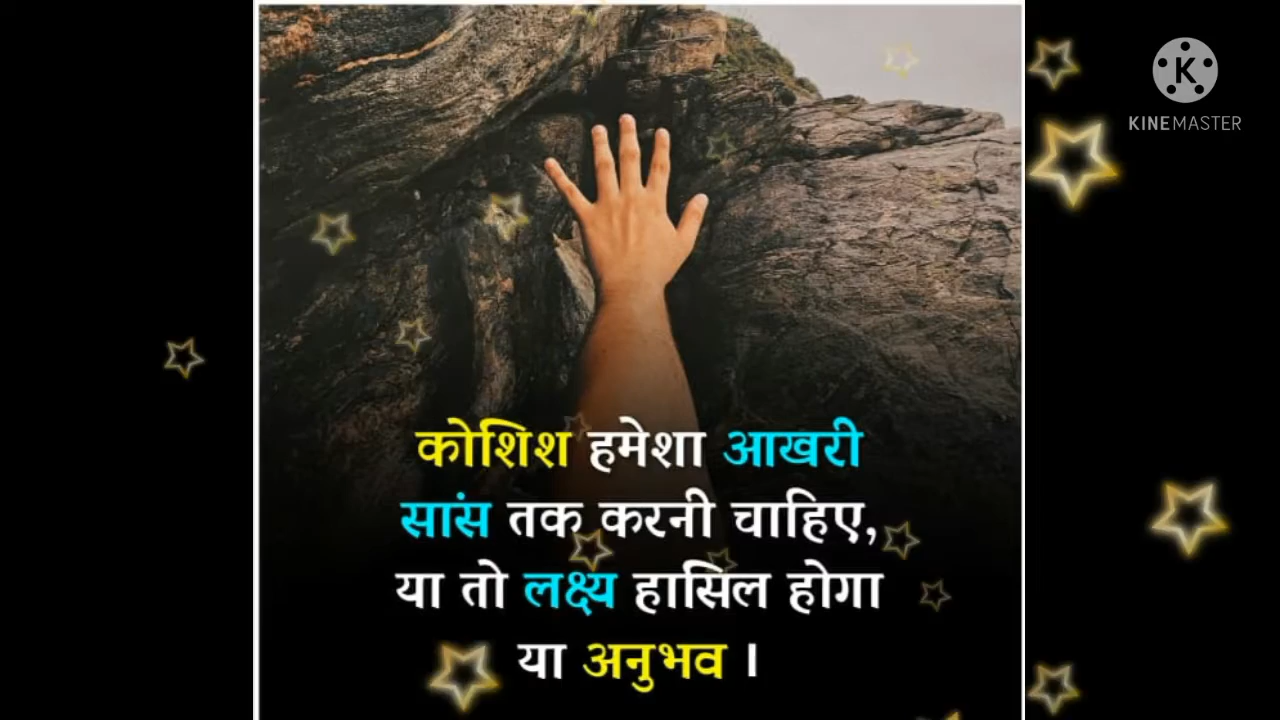 KINEMASTER
कोशिश हमेशा आखरी
सांस तक करनी चाहिए,
या तो लक्ष्य हासिल होगा
या अनुभव ।